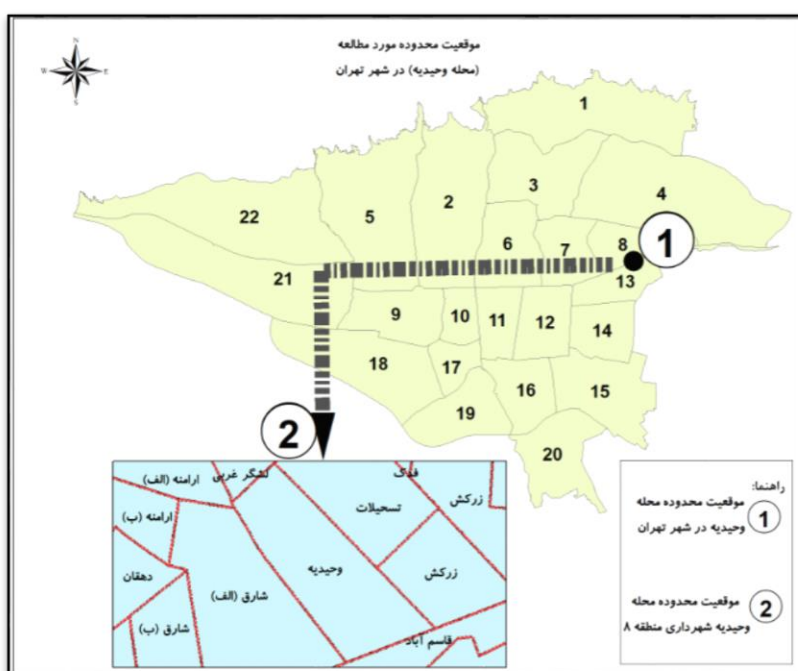 موقعیت محدوده مورد مطالعه
(محله وحیدیه) در شهر تهران
N
W
E
S
1
2
3
4
5
6
7
8
9
10
11
12
13
14
15
16
17
18
19
20
21
22
1
2
ارامنه (الف)
لشگر غربی
فدک
زرکش
تسحیلات
ارامنه (ب)
وحیدیه
زرکش
دهقان
شارق (الف)
شارق (ب)
قاسم آباد
راهنما:
موقعیت محدوده محله
وحیدیه در شهر تهران
1
موقعیت محدوده محله
وحیدیه شهرداری منطقه ۸
2